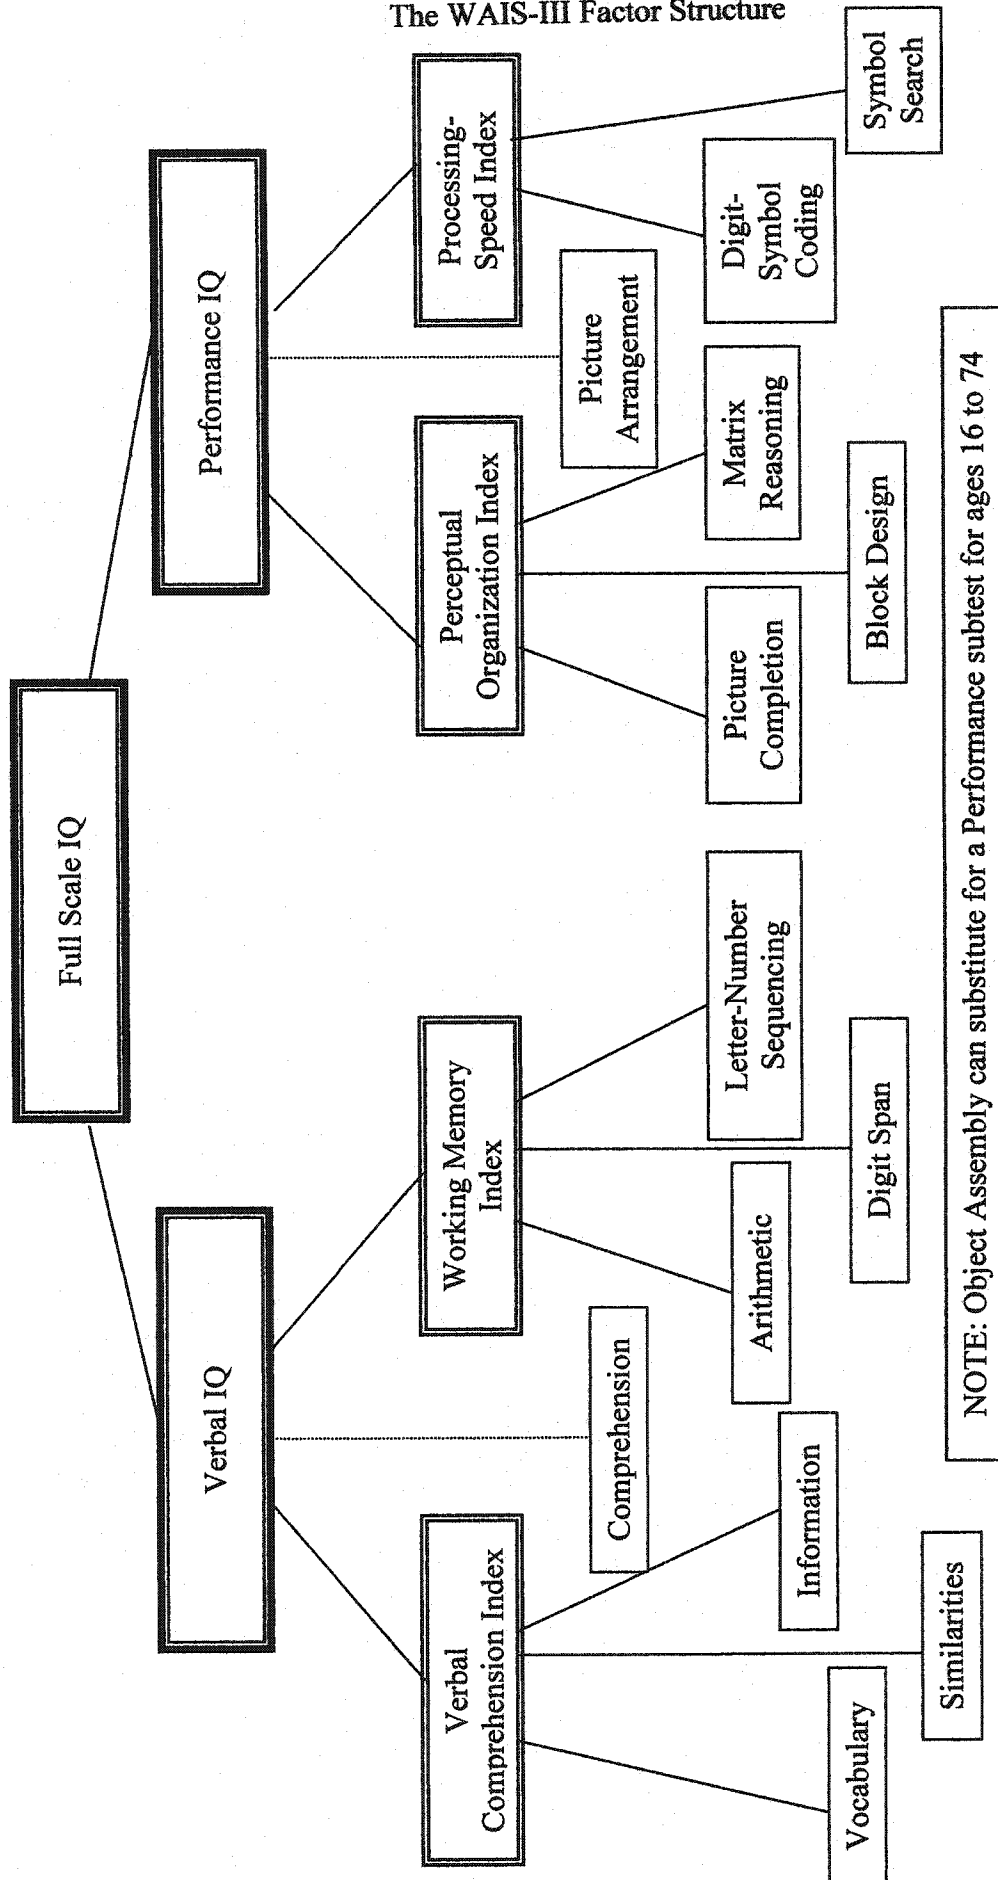 The WAIS-III Factor Structure
Full Scale IQ
Verbal IQ
Performance IQ
Verbal
Comprehension Index
Working Memory
Index
Perceptual
Organization Index
Processing-
Speed Index
Comprehension
Picture
Arrangement
Vocabulary
Similarities
Information
Arithmetic
Digit Span
Letter-Number
Sequencing
Picture
Completion
Block Design
Matrix
Reasoning
Digit-
Symbol
Coding
Symbol
Search
NOTE: Object Assembly can substitute for a Performance subtest for ages 16 to 74